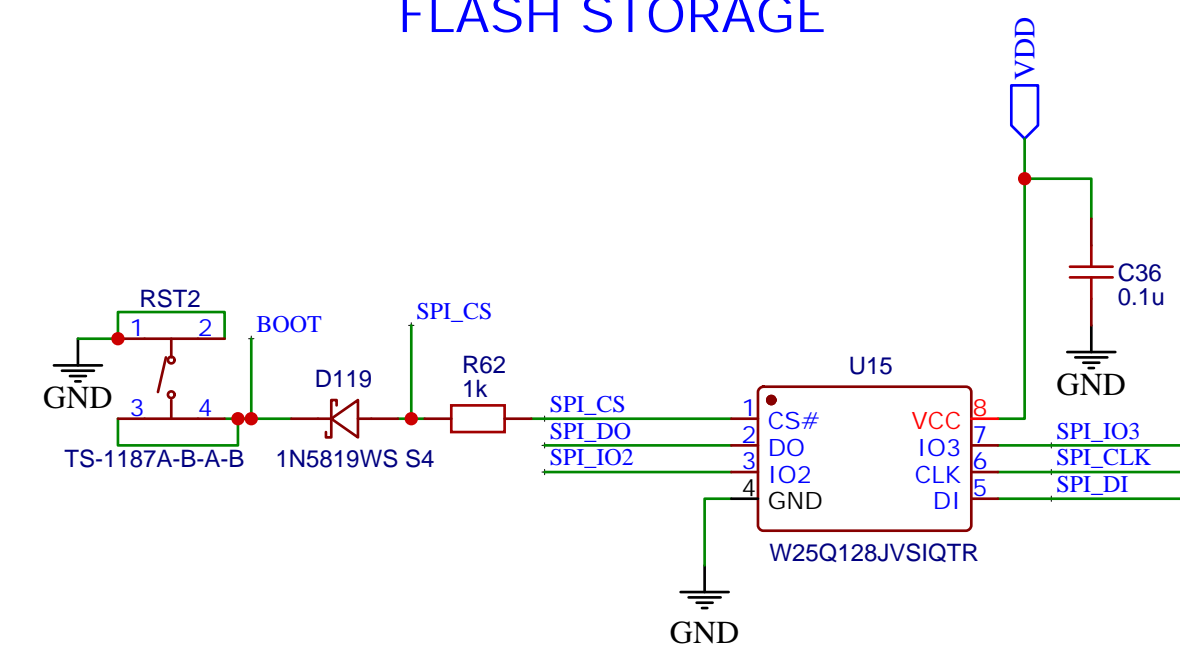 FLASH STORAGE
VDD
C36
0.1u
GND
RST2
1 2
3 4
TS-1187A-B-A-B
GND
BOOT
D119
1N5819WS S4
SPI_CS
R62
1k
U15
SPI_CS 1 CS#
SPI_DO 2 DO
SPI_IO2 3 IO2
4 GND
VCC 8
IO3 7 SPI_IO3
CLK 6 SPI_CLK
DI 5 SPI_DI
W25Q128JVSIQTR
GND